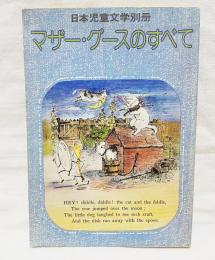 日本児童文学別冊
マザー・グースのすべて
HEY! diddle, diddle! the cat and the fiddle,
The cow jumped over the moon;
The little dog laughed to see such craft,
And the dish ran away with the spoon.